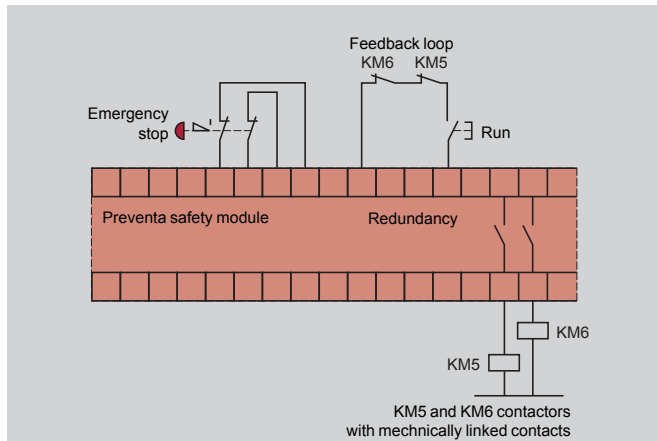 Feedback loop
KM6 KM5
Emergency
stop
Run
Preventa safety module
Redundancy
KM6
KM5
KM5 and KM6 contactors
with mechnically linked contacts